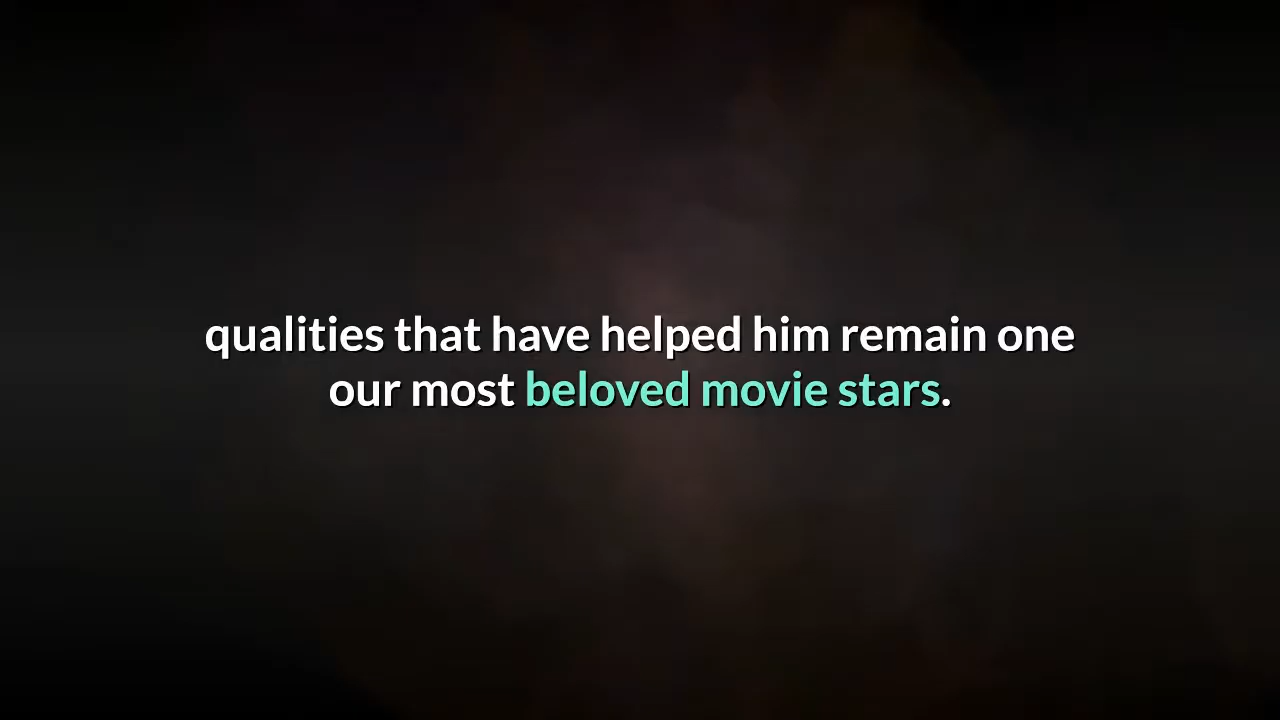 qualities that have helped him remain one
our most beloved movie stars.